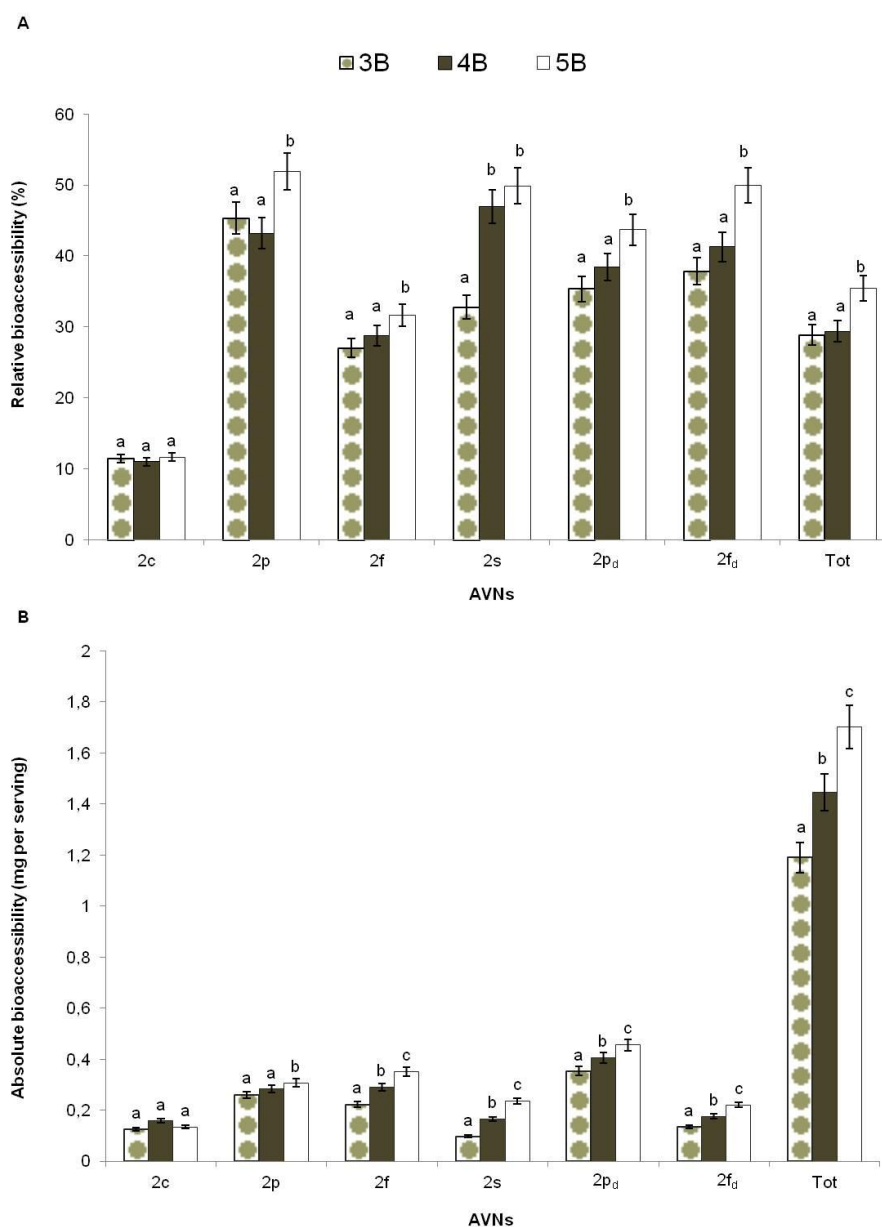 A
3B 4B 5B
Relative bioaccessibility (%)
60
50
40
30
20
10
0
a a a
a a b
a a b
a b b
a a b
a a b
a a b
2c 2p 2f 2s 2pd 2fd Tot
AVNs
B
Absolute bioaccessibility (mg per serving)
2
1,8
1,6
1,4
1,2
1
0,8
0,6
0,4
0,2
0
a a a
a a b
a b c
a b c
a b c
a b c
a b c
2c 2p 2f 2s 2pd 2fd Tot
AVNs